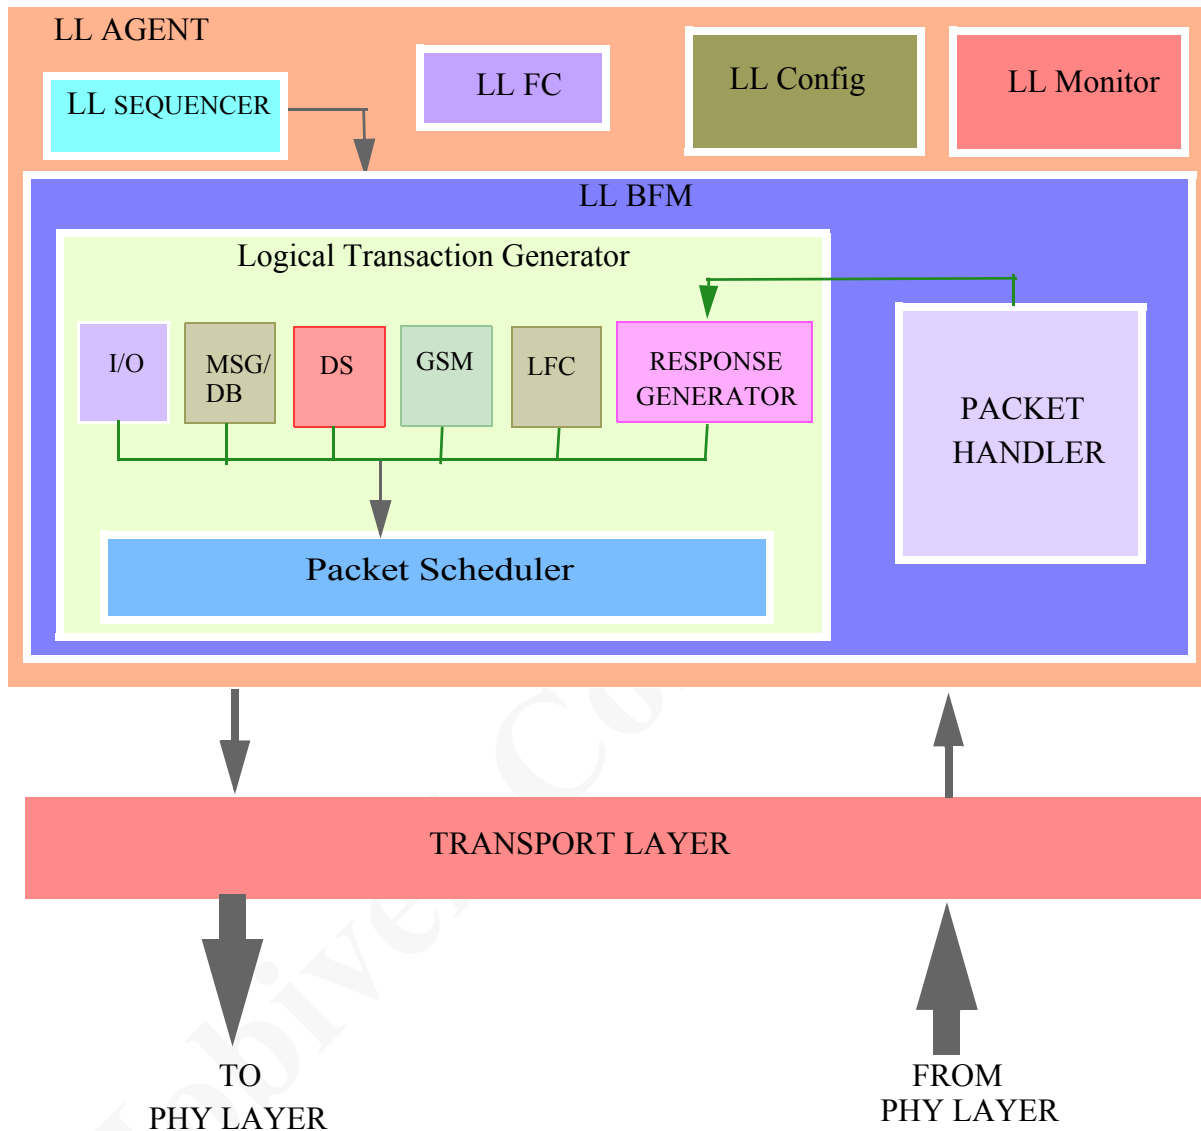 LL AGENT
LL SEQUENCER
LL FC
LL Config
LL Monitor
LL BFM
Logical Transaction Generator
I/O
MSG/
DB
DS
GSM
LFC
RESPONSE
GENERATOR
PACKET
HANDLER
Packet Scheduler
TRANSPORT LAYER
TO
PHY LAYER
FROM
PHY LAYER